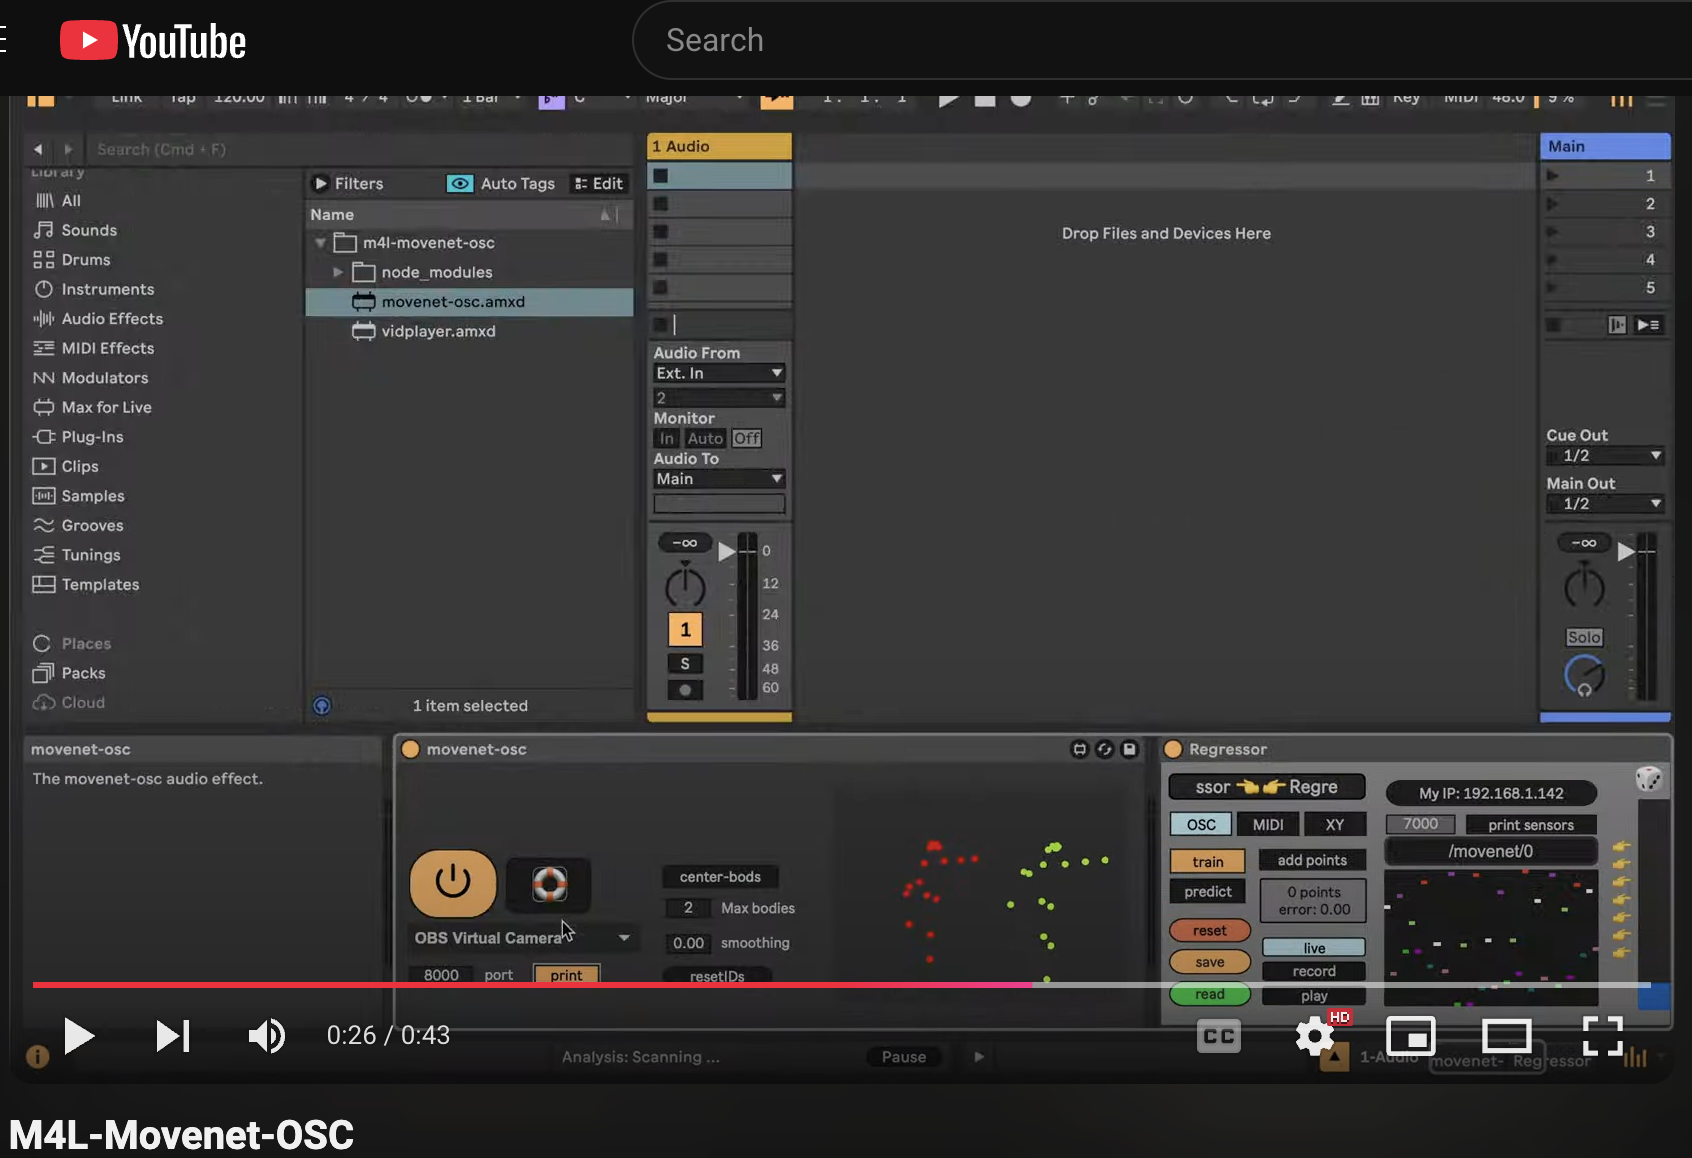 YouTube
Search
Link Tap 120.00 4 / 4 1 Bar C Major 1. 1. 1 Key MIDI 48.0 9 %
Search (Cmd + F)
Library
All
Sounds
Drums
Instruments
Audio Effects
MIDI Effects
Modulators
Max for Live
Plug-Ins
Clips
Samples
Grooves
Tunings
Templates
Places
Packs
Cloud
Filters Auto Tags Edit
Name
m4l-movenet-osc
node_modules
movenet-osc.amxd
vidplayer.amxd
1 item selected
1 Audio
Audio From
Ext. In
2
Monitor
In Auto Off
Audio To
Main
-∞
0
12
24
36
48
60
1
S
Drop Files and Devices Here
Main
1
2
3
4
5
Cue Out
1/2
Main Out
1/2
-∞
Solo
movenet-osc
The movenet-osc audio effect.
movenet-osc
OBS Virtual Camera
8000 port print
center-bods
2 Max bodies
0.00 smoothing
resetIDs
Regressor
ssor 👈👉 Regre
OSC MIDI XY
train add points
predict 0 points
error: 0.00
reset
save
read
live
record
play
My IP: 192.168.1.142
7000 print sensors
/movenet/0
0:26 / 0:43
CC
HD
Analysis: Scanning ...
Pause
1-Audio movenet- Regressor
M4L-Movenet-OSC